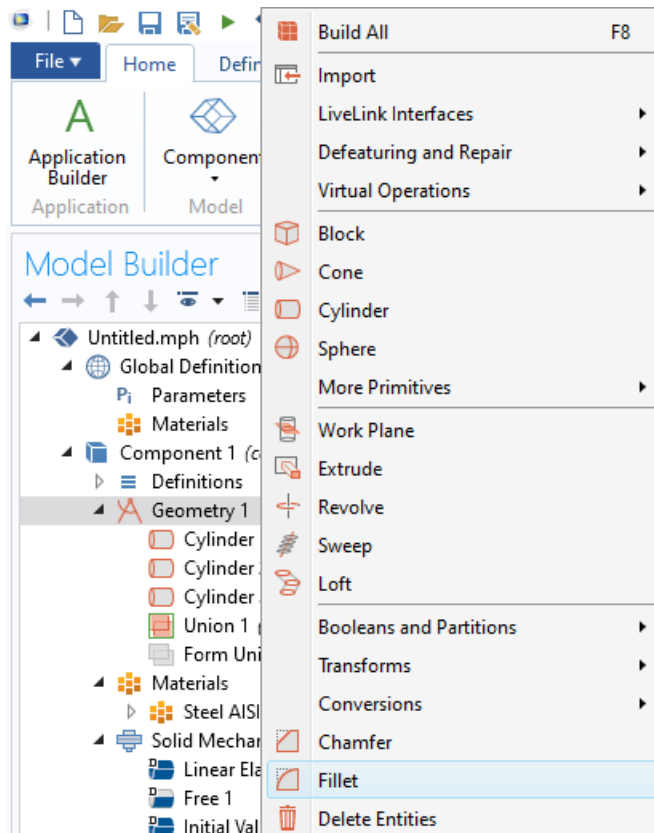 File
Home
Defin
Application Builder
Component
Application
Model
Model Builder
Untitled.mph (root)
Global Definition
Pi Parameters
Materials
Component 1 (c
Definitions
Geometry 1
Cylinder
Cylinder
Cylinder
Union 1
Form Uni
Materials
Steel AISI
Solid Mechan
Linear Ela
Free 1
Initial Val
Build All F8
Import
LiveLink Interfaces
Defeaturing and Repair
Virtual Operations
Block
Cone
Cylinder
Sphere
More Primitives
Work Plane
Extrude
Revolve
Sweep
Loft
Booleans and Partitions
Transforms
Conversions
Chamfer
Fillet
Delete Entities